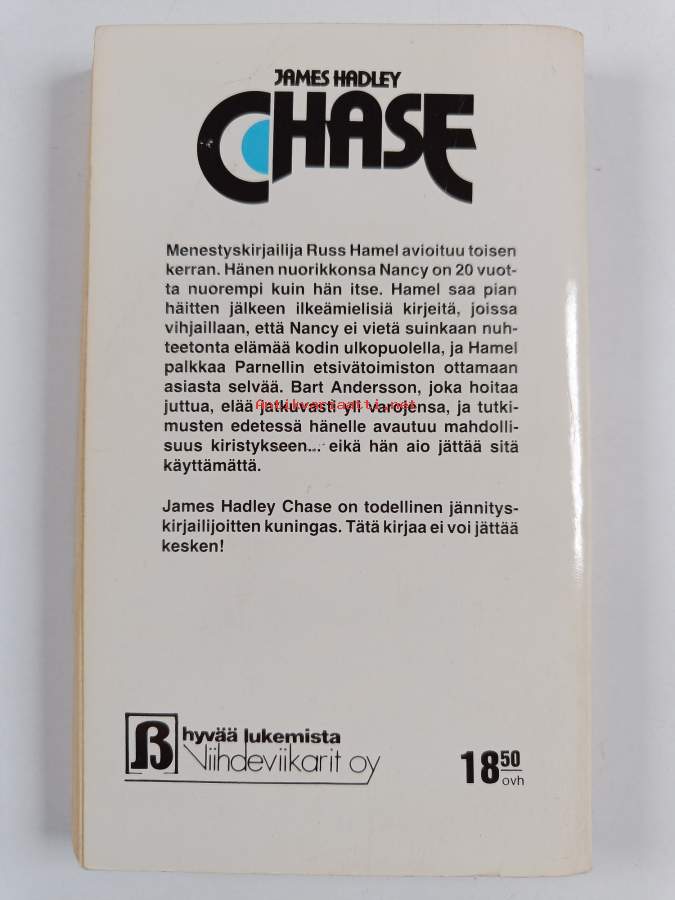 JAMES HADLEY
CHASE
Menestyskirjailija Russ Hamel avioituu toisen
kerran. Hänen nuorikkonsa Nancy on 20 vuot-
ta nuorempi kuin hän itse. Hamel saa pian
häitten jälkeen ilkeämielisiä kirjeitä, joissa
vihjaillaan, että Nancy ei vietä suinkaan nuh-
teetonta elämää kodin ulkopuolella, ja Hamel
palkkaa Parnellin etsivätoimiston ottamaan
asiasta selvää. Bart Andersson, joka hoitaa
juttua, elää jatkuvasti yli varojensa, ja tutki-
Antikvariaatti.net
musten edetessä hänelle avautuu mahdolli-
suus kiristykseen... eikä hän aio jättää sitä
käyttämättä.
James Hadley Chase on todellinen jännitys-
kirjailijoitten kuningas. Tätä kirjaa ei voi jättää
kesken!
B hyvää lukemista
Viihdeviikarit oy
18 50
ovh